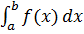 ∫_a^b f(x) dx